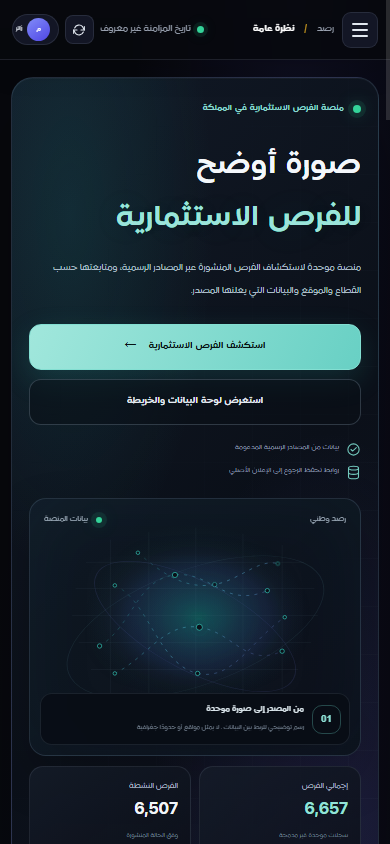 رصد / نظرة عامة
تاريخ المزامنة غير معروف
م
منصة الفرص الاستثمارية في المملكة
صورة أوضح
للفرص الاستثمارية
منصة موحدة لاستكشاف الفرص المنشورة عبر المصادر الرسمية، ومتابعتها حسب
القطاع والموقع والبيانات التي يعلنها المصدر.
استكشف الفرص الاستثمارية ←
استعرض لوحة البيانات والخريطة
بيانات من المصادر الرسمية المدعومة
روابط تحفظ الرجوع إلى الإعلان الأصلي
رصد وطني
بيانات المنصة
01
من المصدر إلى صورة موحدة
رسم توضيحي للربط بين البيانات، لا يمثل مواقع أو حدودًا جغرافية
إجمالي الفرص
6,657
سجلات موحدة غير مدمجة
الفرص النشطة
6,507
وفق الحالة المنشورة